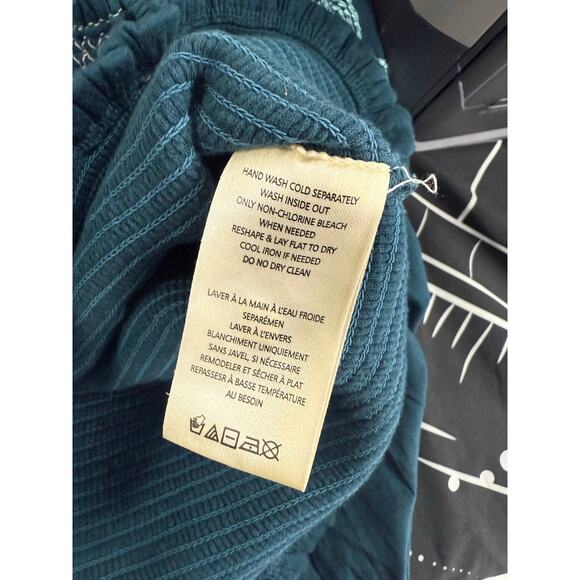 HAND WASH COLD SEPARATELY
WASH INSIDE OUT
ONLY NON-CHLORINE BLEACH
WHEN NEEDED
RESHAPE & LAY FLAT TO DRY
COOL IRON IF NEEDED
DO NO DRY CLEAN
LAVER À LA MAIN À L'EAU FROIDE
SEPARÉMEN
LAVER À L'ENVERS
BLANCHIMENT UNIQUEMENT
SANS JAVEL, SI NÉCESSAIRE
REMODELER ET SÉCHER À PLAT
REPASSEZ À BASSE TEMPÉRATURE
AU BESOIN